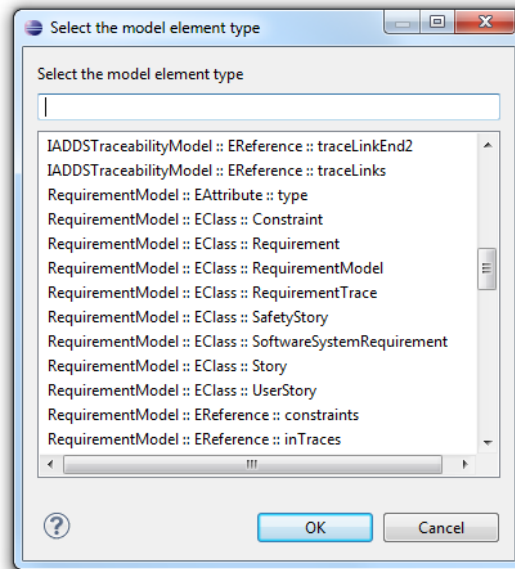 Select the model element type
Select the model element type
IADDSTraceabilityModel :: EReference :: traceLinkEnd2
IADDSTraceabilityModel :: EReference :: traceLinks
RequirementModel :: EAttribute :: type
RequirementModel :: EClass :: Constraint
RequirementModel :: EClass :: Requirement
RequirementModel :: EClass :: RequirementModel
RequirementModel :: EClass :: RequirementTrace
RequirementModel :: EClass :: SafetyStory
RequirementModel :: EClass :: SoftwareSystemRequirement
RequirementModel :: EClass :: Story
RequirementModel :: EClass :: UserStory
RequirementModel :: EReference :: constraints
RequirementModel :: EReference :: inTraces
? OK Cancel